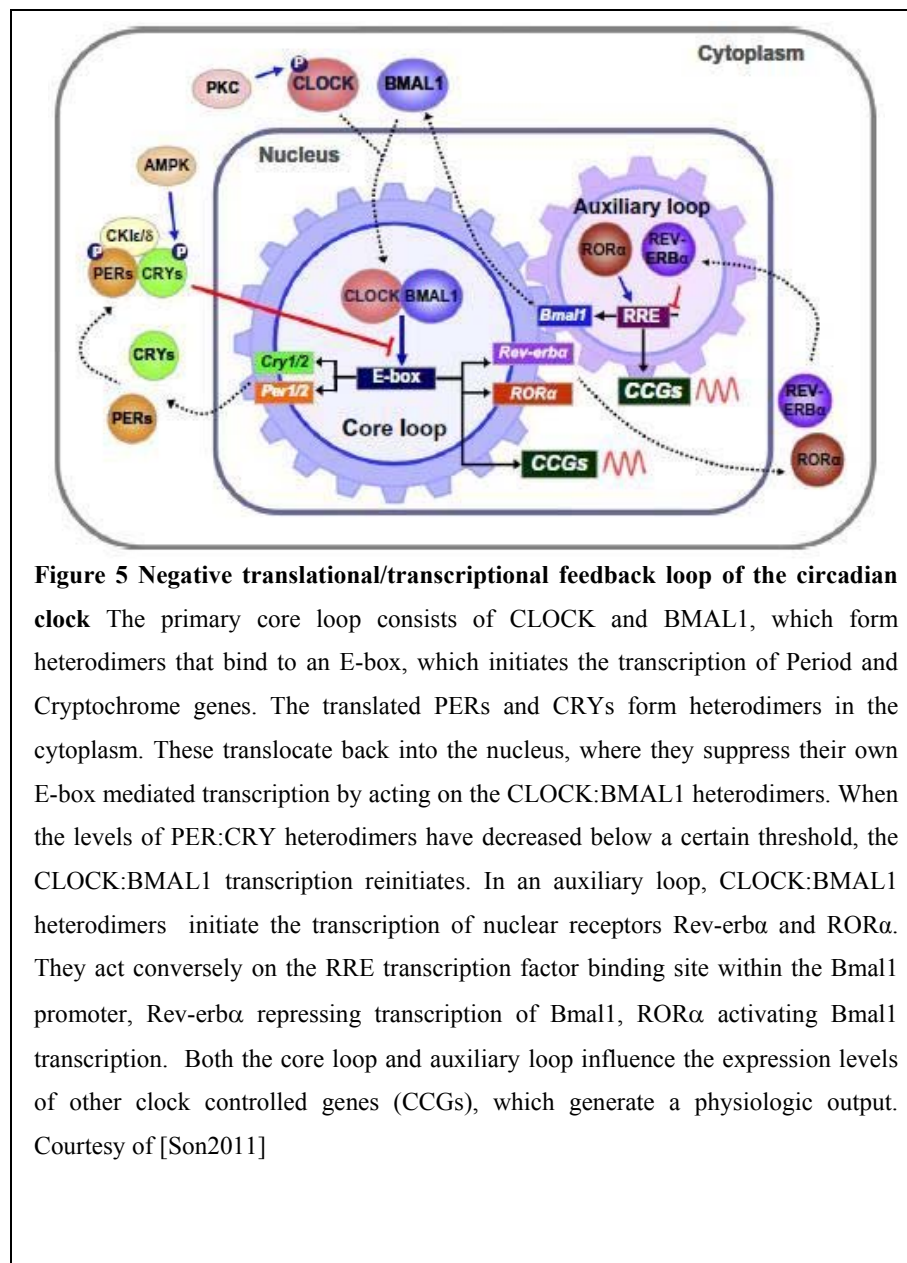 Cytoplasm
P
PKC
CLOCK
BMAL1
Nucleus
AMPK
Auxiliary loop
RORα
REV-
ERBα
CKIε/δ
P
P
PERs
CRYs
CLOCK
BMAL1
Bmal1
RRE
CRYs
Cry1/2
Rev-erbα
E-box
Per1/2
RORα
CCGs
REV-
ERBα
PERs
Core loop
CCGs
RORα
Figure 5 Negative translational/transcriptional feedback loop of the circadian
clock The primary core loop consists of CLOCK and BMAL1, which form
heterodimers that bind to an E-box, which initiates the transcription of Period and
Cryptochrome genes. The translated PERs and CRYs form heterodimers in the
cytoplasm. These translocate back into the nucleus, where they suppress their own
E-box mediated transcription by acting on the CLOCK:BMAL1 heterodimers. When
the levels of PER:CRY heterodimers have decreased below a certain threshold, the
CLOCK:BMAL1 transcription reinitiates. In an auxiliary loop, CLOCK:BMAL1
heterodimers initiate the transcription of nuclear receptors Rev-erbα and RORα.
They act conversely on the RRE transcription factor binding site within the Bmal1
promoter, Rev-erbα repressing transcription of Bmal1, RORα activating Bmal1
transcription. Both the core loop and auxiliary loop influence the expression levels
of other clock controlled genes (CCGs), which generate a physiologic output.
Courtesy of [Son2011]